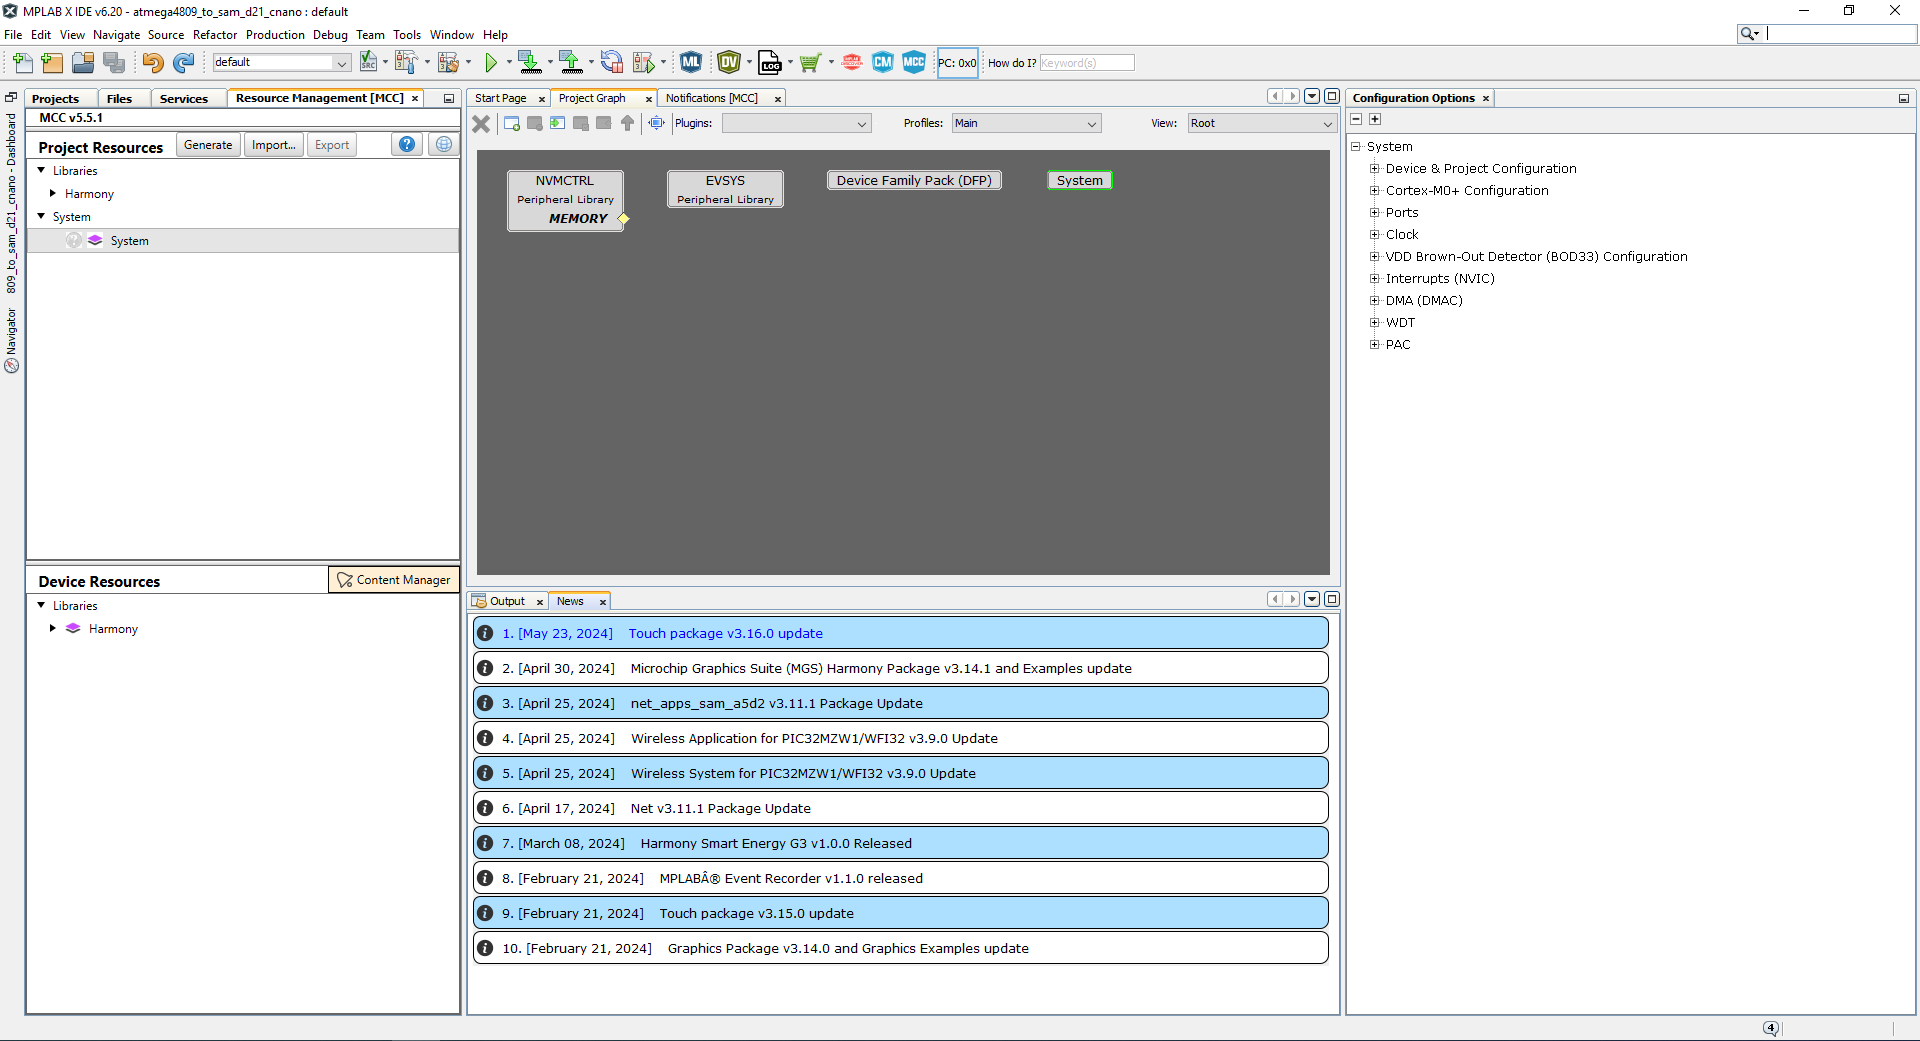 MPLAB X IDE v6.20 - atmega4809_to_sam_d21_cnano : default
File Edit View Navigate Source Refactor Production Debug Team Tools Window Help
default
SRC
ML
DV
LOG
CM
MCC
PC: 0x0
How do I? Keyword(s)
809_to_sam_d21_cnano - Dashboard
Navigator
Projects
Files
Services
Resource Management [MCC] ×
MCC v5.5.1
Project Resources
Generate
Import...
Export
?
Libraries
Harmony
System
System
Device Resources
Content Manager
Libraries
Harmony
Start Page ×
Project Graph ×
Notifications [MCC] ×
Plugins:
Profiles: Main
View: Root
NVMCTRL
Peripheral Library
MEMORY
EVSYS
Peripheral Library
Device Family Pack (DFP)
System
Output ×
News ×
1. [May 23, 2024] Touch package v3.16.0 update
2. [April 30, 2024] Microchip Graphics Suite (MGS) Harmony Package v3.14.1 and Examples update
3. [April 25, 2024] net_apps_sam_a5d2 v3.11.1 Package Update
4. [April 25, 2024] Wireless Application for PIC32MZW1/WFI32 v3.9.0 Update
5. [April 25, 2024] Wireless System for PIC32MZW1/WFI32 v3.9.0 Update
6. [April 17, 2024] Net v3.11.1 Package Update
7. [March 08, 2024] Harmony Smart Energy G3 v1.0.0 Released
8. [February 21, 2024] MPLABÂ® Event Recorder v1.1.0 released
9. [February 21, 2024] Touch package v3.15.0 update
10. [February 21, 2024] Graphics Package v3.14.0 and Graphics Examples update
Configuration Options ×
System
Device & Project Configuration
Cortex-M0+ Configuration
Ports
Clock
VDD Brown-Out Detector (BOD33) Configuration
Interrupts (NVIC)
DMA (DMAC)
WDT
PAC
4